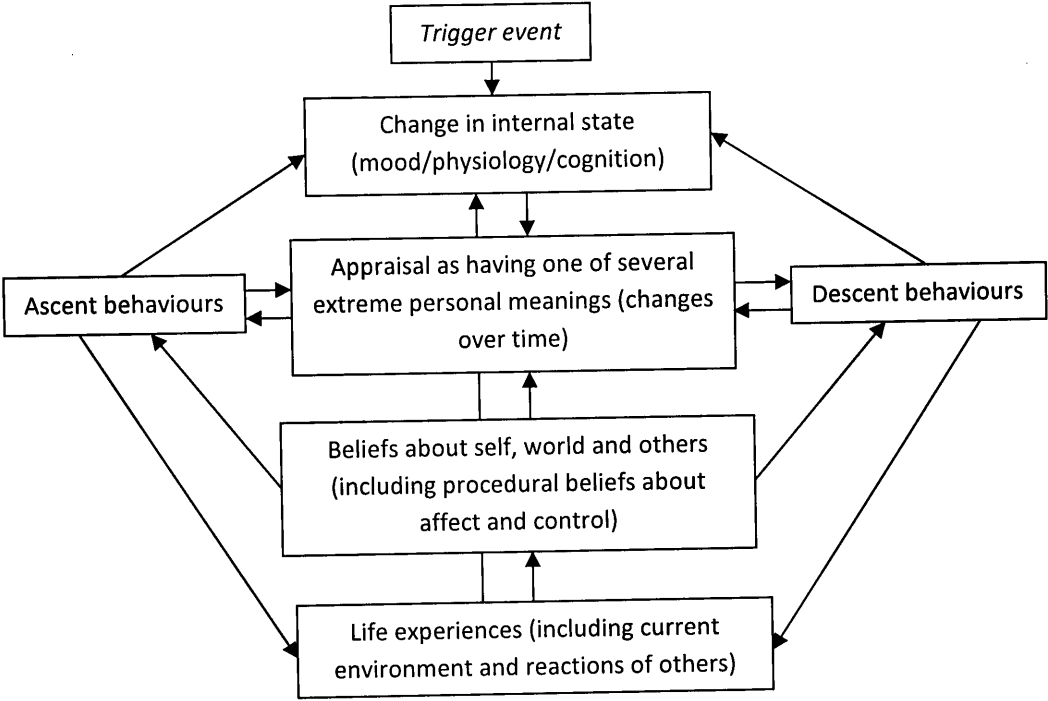 Trigger event
Change in internal state
(mood/physiology/cognition)
Appraisal as having one of several
extreme personal meanings (changes
over time)
Ascent behaviours
Descent behaviours
Beliefs about self, world and others
(including procedural beliefs about
affect and control)
Life experiences (including current
environment and reactions of others)